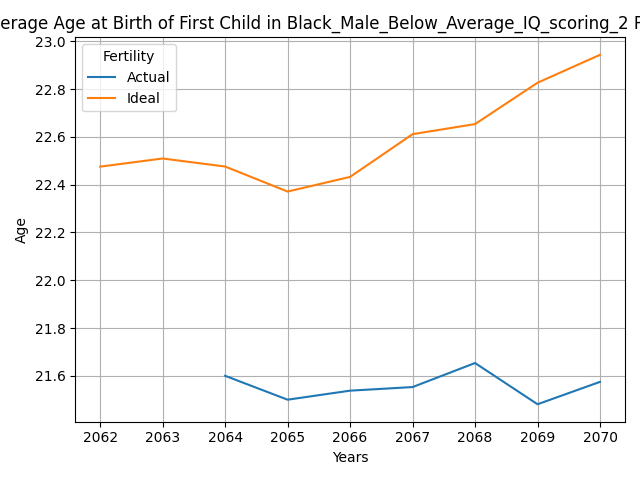 erage Age at Birth of First Child in Black_Male_Below_Average_IQ_scoring_2
23.0
22.8
22.6
22.4
22.2
22.0
21.8
21.6
Age
Fertility
Actual
Ideal
2062 2063 2064 2065 2066 2067 2068 2069 2070
Years